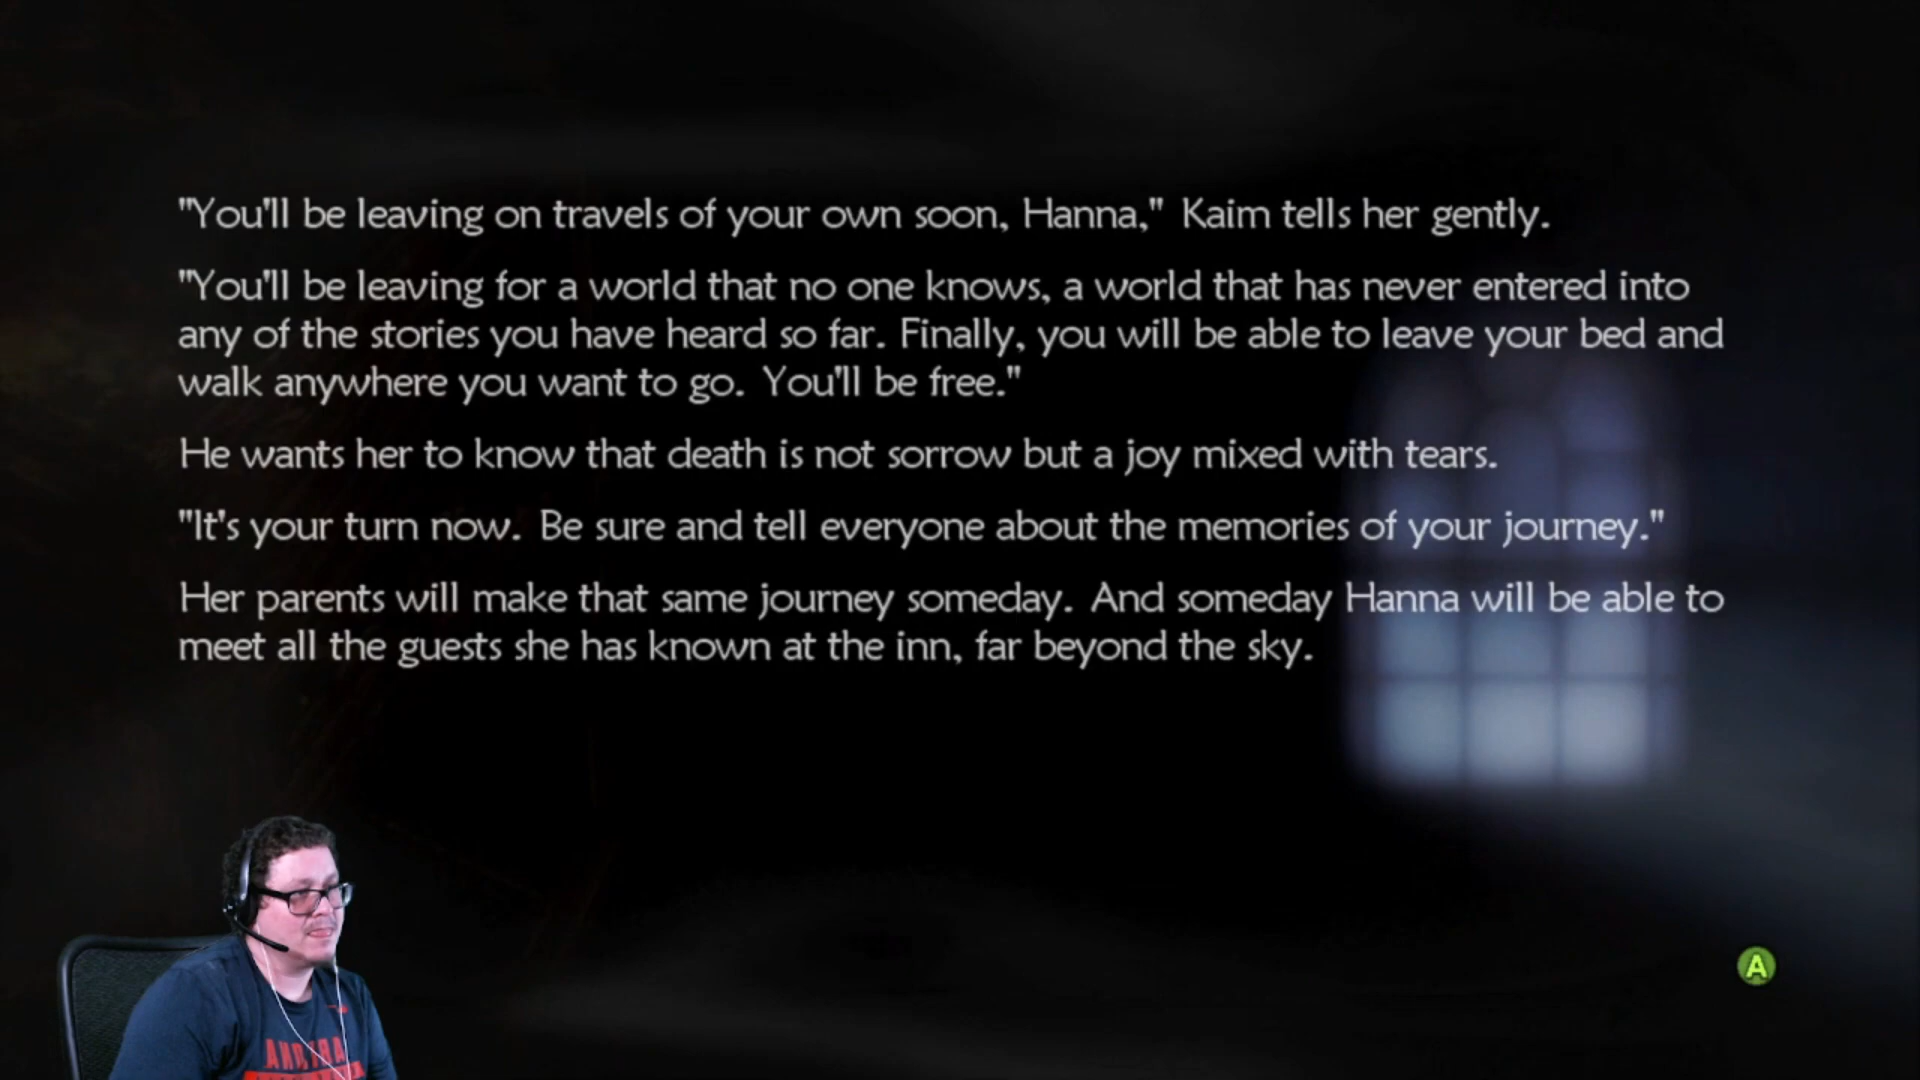 "You'll be leaving on travels of your own soon, Hanna," Kaim tells her gently.
"You'll be leaving for a world that no one knows, a world that has never entered into
any of the stories you have heard so far. Finally, you will be able to leave your bed and
walk anywhere you want to go. You'll be free."
He wants her to know that death is not sorrow but a joy mixed with tears.
"It's your turn now. Be sure and tell everyone about the memories of your journey."
Her parents will make that same journey someday. And someday Hanna will be able to
meet all the guests she has known at the inn, far beyond the sky.
A